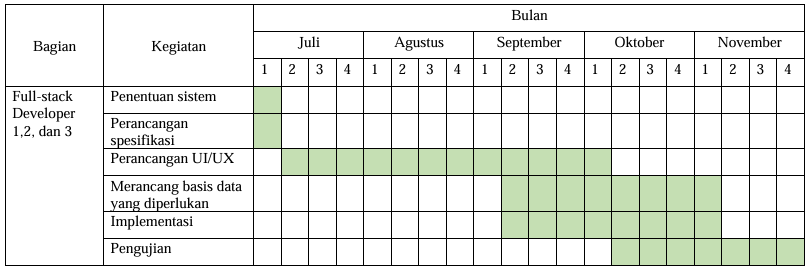 Bagian
Kegiatan
Bulan
Juli
Agustus
September
Oktober
November
1 2 3 4 1 2 3 4 1 2 3 4 1 2 3 4 1 2 3 4
Full-stack
Developer
1,2, dan 3
Penentuan sistem
Perancangan
spesifikasi
Perancangan UI/UX
Merancang basis data
yang diperlukan
Implementasi
Pengujian